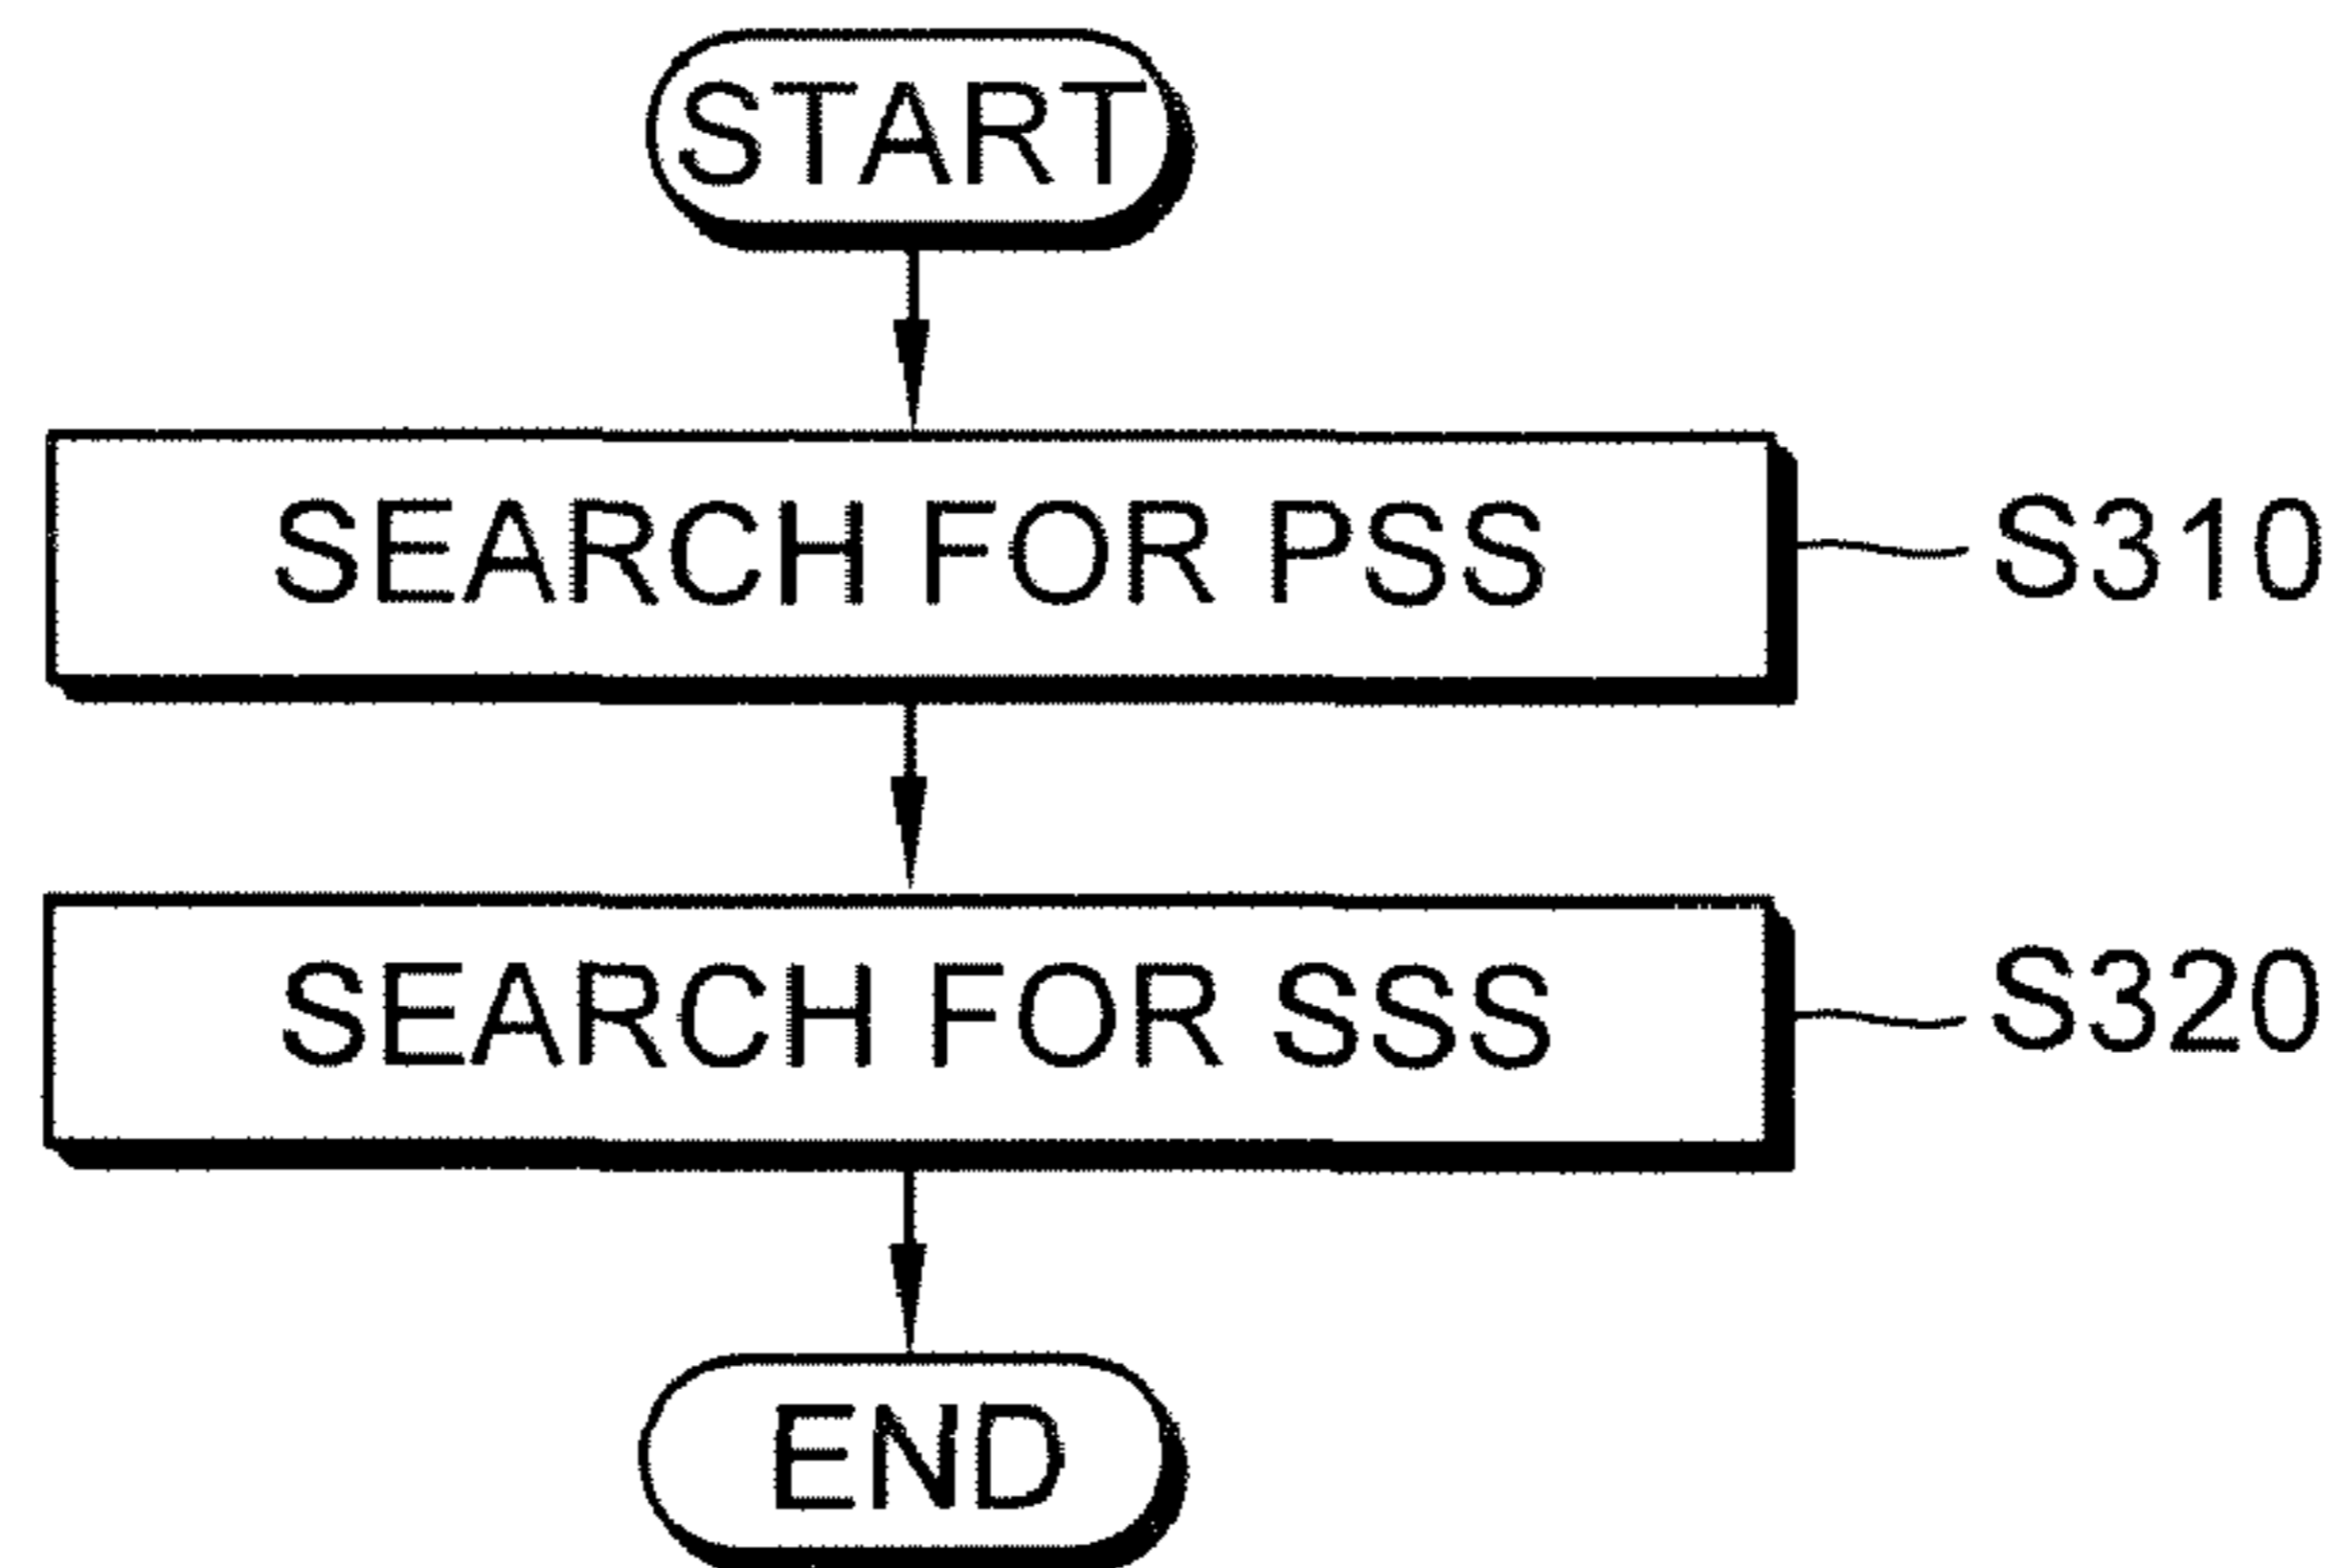 START
SEARCH FOR PSS
S310
SEARCH FOR SSS
S320
END